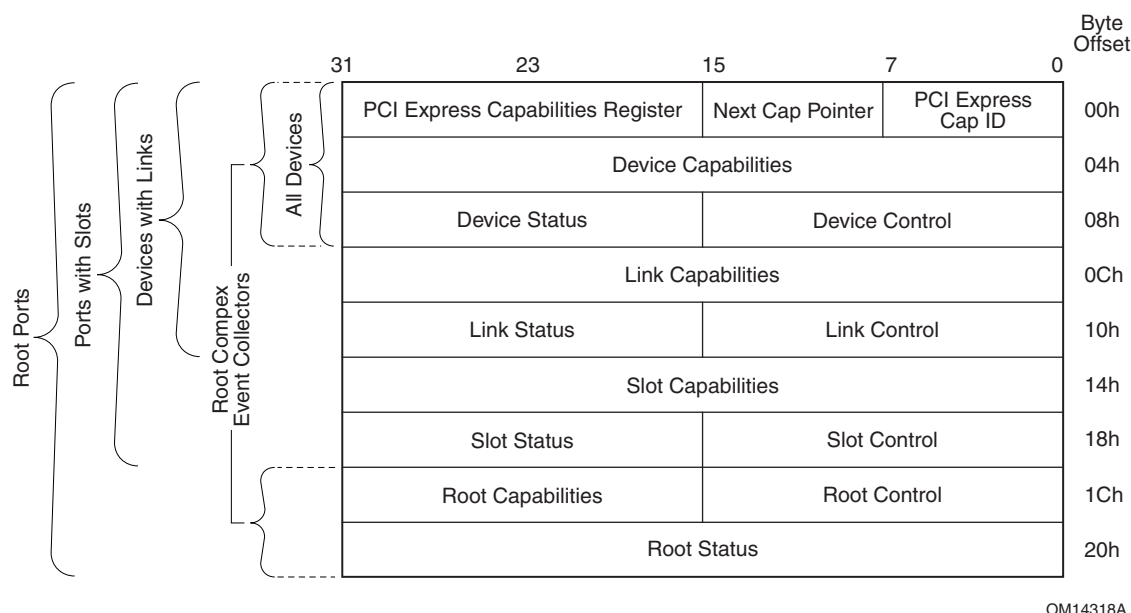 Byte
Offset
31 23 15 7 0
PCI Express Capabilities Register Next Cap Pointer PCI Express
Cap ID 00h
Device Capabilities 04h
Device Status Device Control 08h
Link Capabilities 0Ch
Link Status Link Control 10h
Slot Capabilities 14h
Slot Status Slot Control 18h
Root Capabilities Root Control 1Ch
Root Status 20h
Root Ports
Ports with Slots
Devices with Links
Root Compex
Event Collectors
All Devices
OM14318A